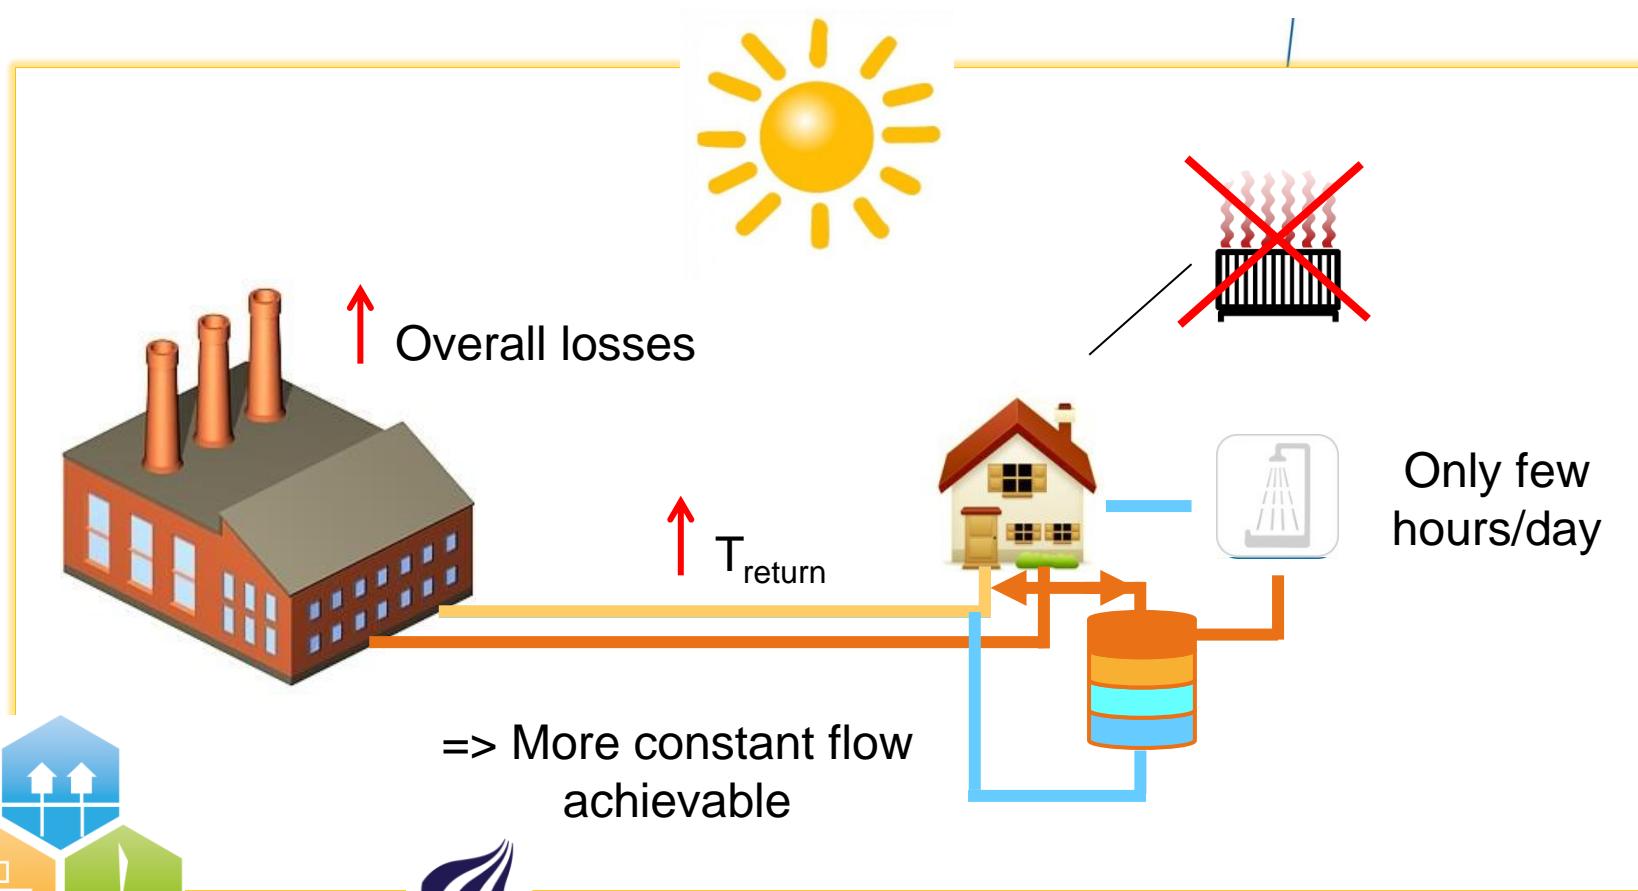 Overall losses
Only few
hours/day
Treturn
=> More constant flow
achievable